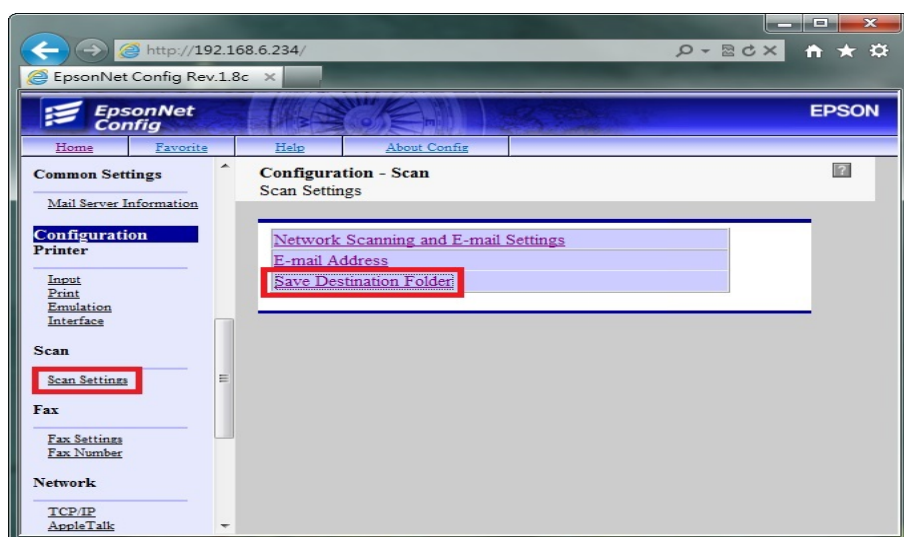 http://192.168.6.234/
EpsonNet Config Rev.1.8c
EpsonNet
Config
EPSON
Home
Favorite
Help
About Config
Common Settings
Mail Server Information
Configuration
Printer
Input
Print
Emulation
Interface
Scan
Scan Settings
Fax
Fax Settings
Fax Number
Network
TCP/IP
AppleTalk
Configuration - Scan
Scan Settings
?
Network Scanning and E-mail Settings
E-mail Address
Save Destination Folder